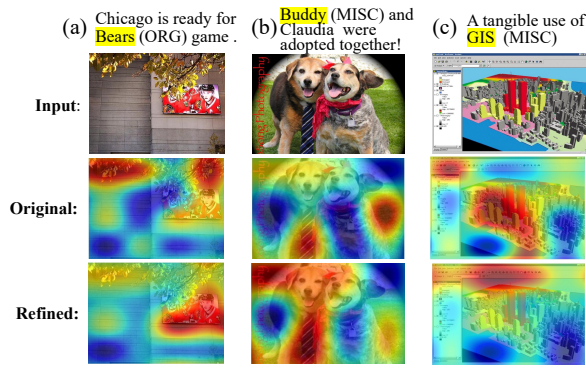 (a) Chicago is ready for
Bears (ORG) game .
(b) Buddy (MISC) and
Claudia were
adopted together!
(c) A tangible use of
GIS (MISC)
Input:
Original:
Refined: